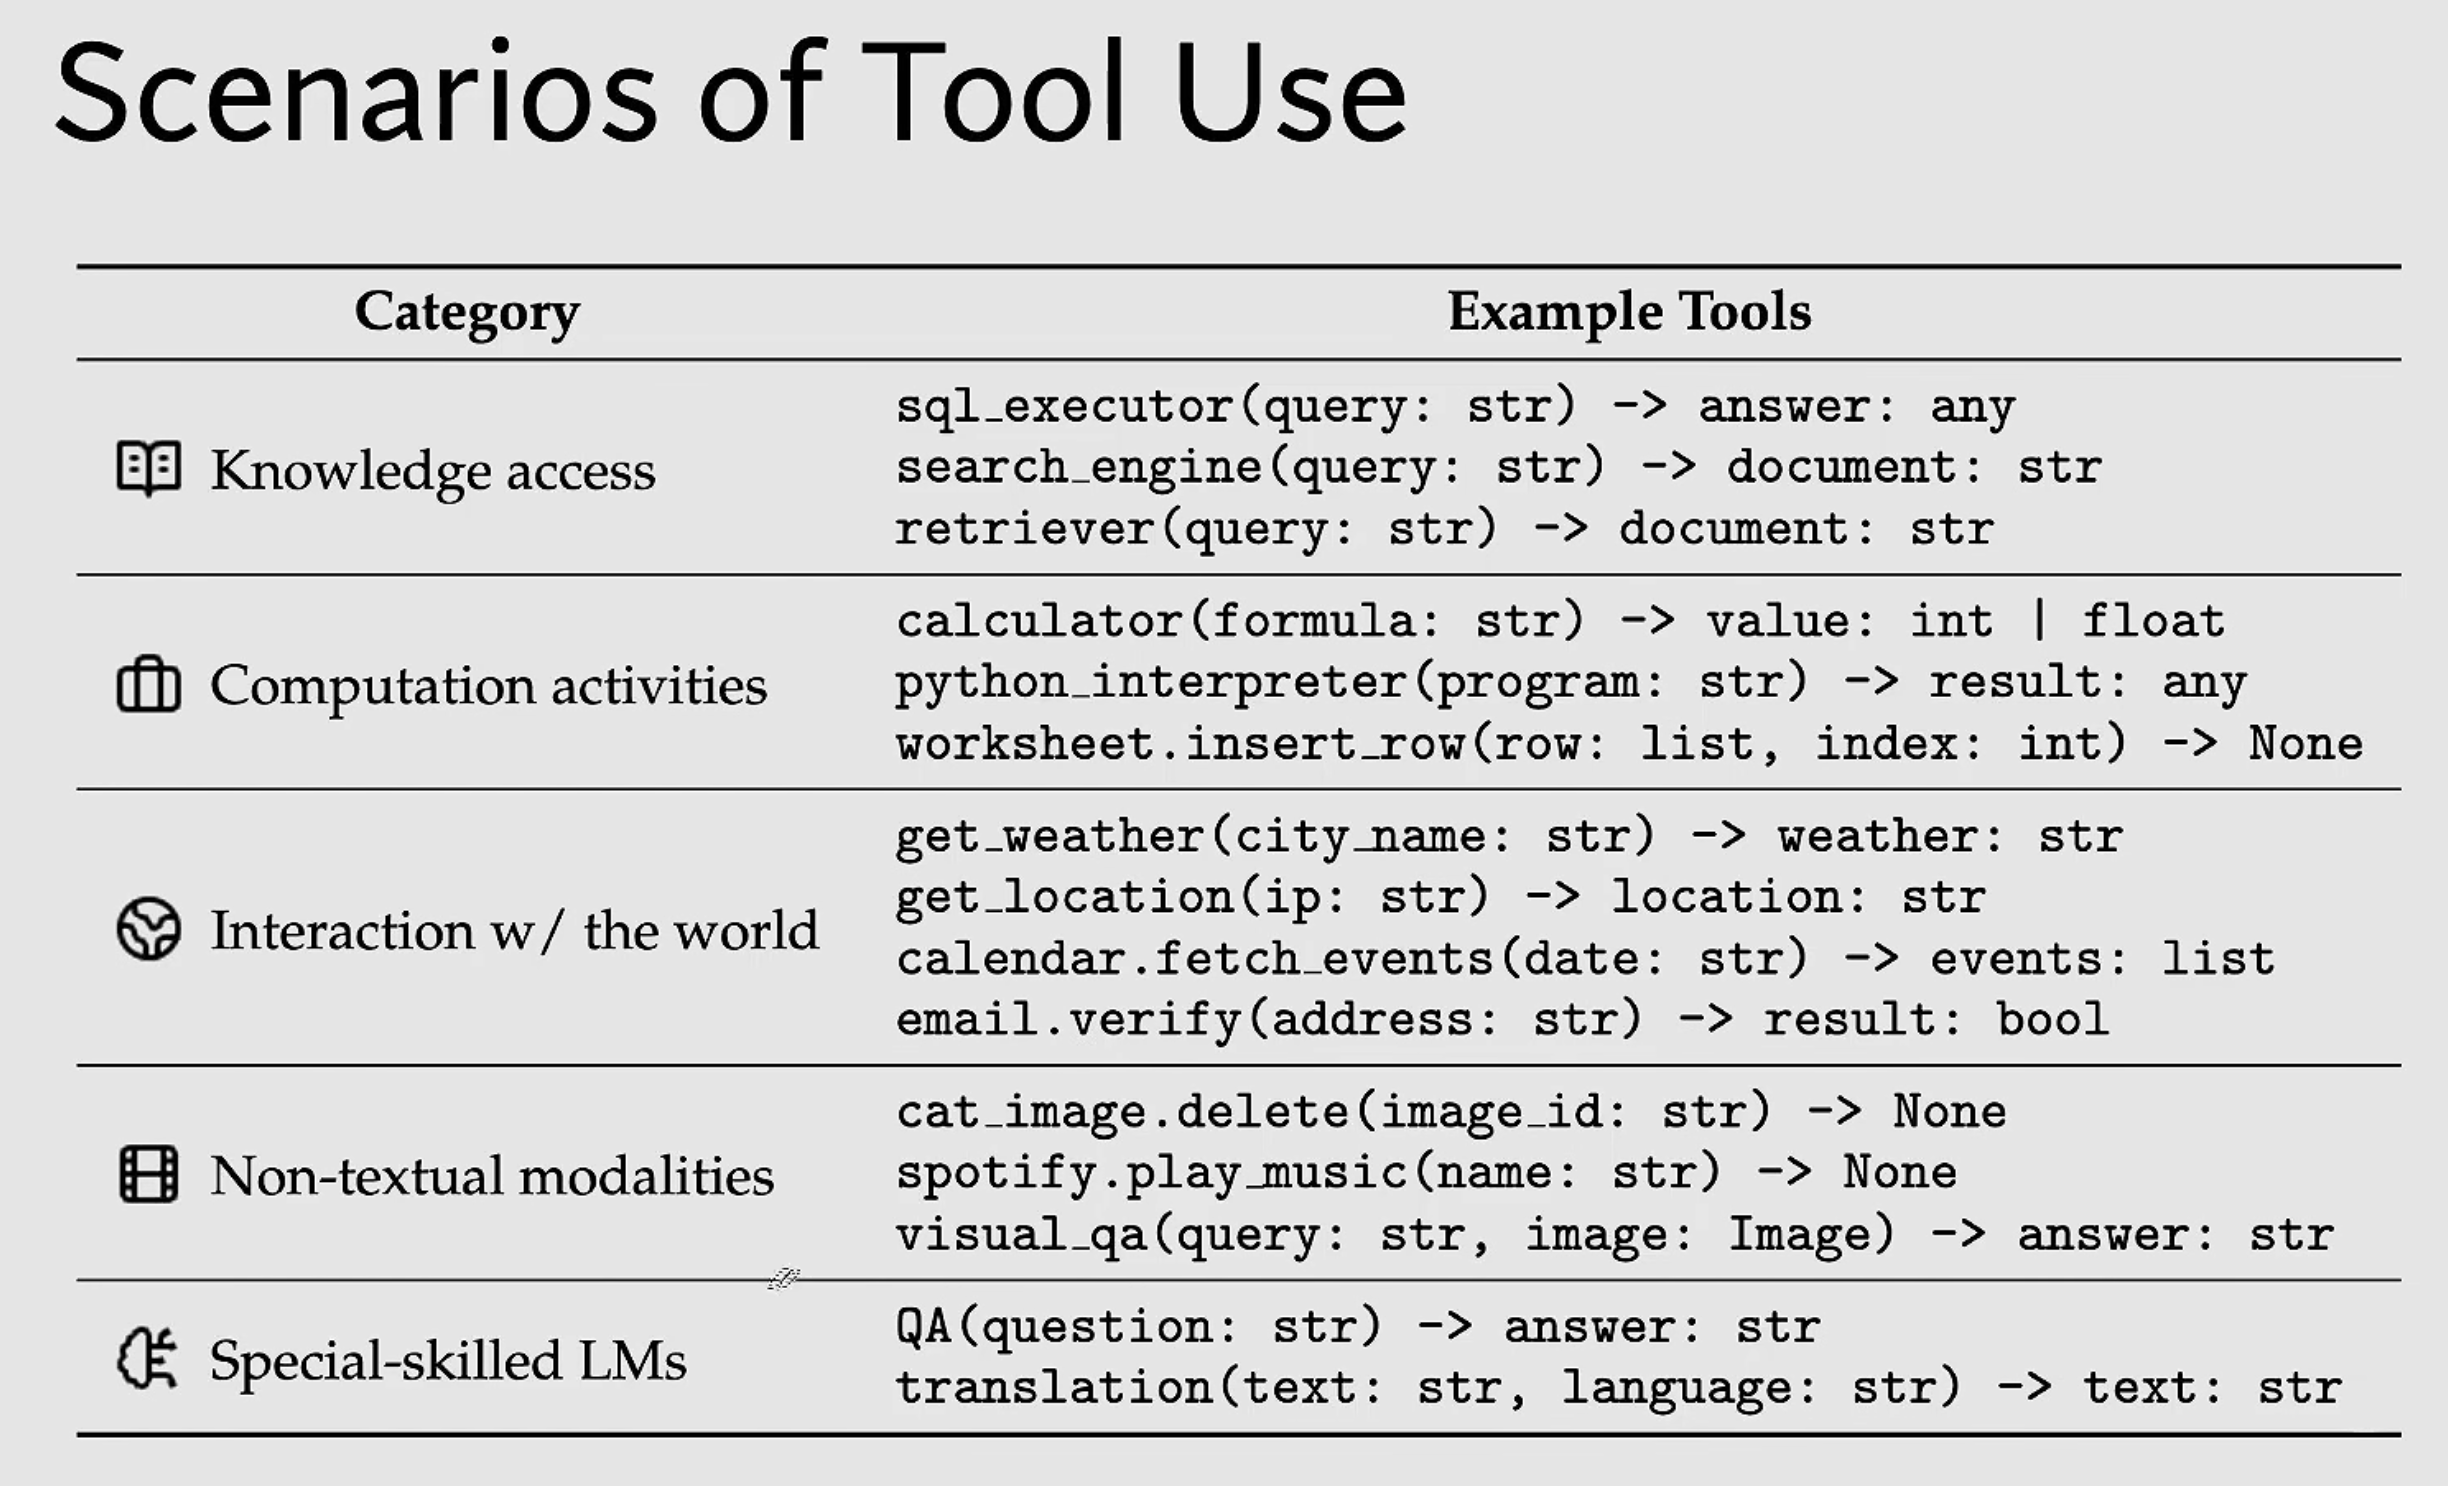 Scenarios of Tool Use
Category
Example Tools
Knowledge access
sql_executor(query: str) -> answer: any
search_engine(query: str) -> document: str
retriever(query: str) -> document: str
Computation activities
calculator(formula: str) -> value: int | float
python_interpreter(program: str) -> result: any
worksheet.insert_row(row: list, index: int) -> None
Interaction w/ the world
get_weather(city_name: str) -> weather: str
get_location(ip: str) -> location: str
calendar.fetch_events(date: str) -> events: list
email.verify(address: str) -> result: bool
Non-textual modalities
cat_image.delete(image_id: str) -> None
spotify.play_music(name: str) -> None
visual_qa(query: str, image: Image) -> answer: str
Special-skilled LMs
QA(question: str) -> answer: str
translation(text: str, language: str) -> text: str